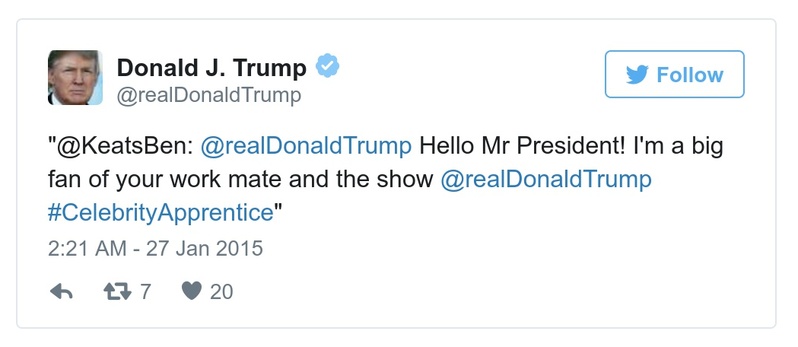 Donald J. Trump
@realDonaldTrump
Follow
"@KeatsBen: @realDonaldTrump Hello Mr President! I'm a big
fan of your work mate and the show @realDonaldTrump
#CelebrityApprentice"
2:21 AM - 27 Jan 2015
7 20